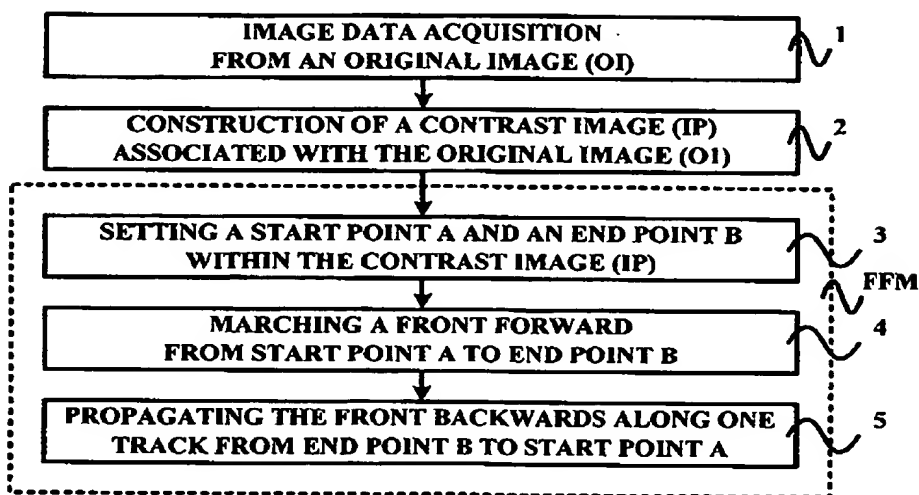 IMAGE DATA ACQUISITION
FROM AN ORIGINAL IMAGE (OI)
1
CONSTRUCTION OF A CONTRAST IMAGE (IP)
ASSOCIATED WITH THE ORIGINAL IMAGE (O1)
2
SETTING A START POINT A AND AN END POINT B
WITHIN THE CONTRAST IMAGE (IP)
3
FFM
MARCHING A FRONT FORWARD
FROM START POINT A TO END POINT B
4
PROPAGATING THE FRONT BACKWARDS ALONG ONE
TRACK FROM END POINT B TO START POINT A
5